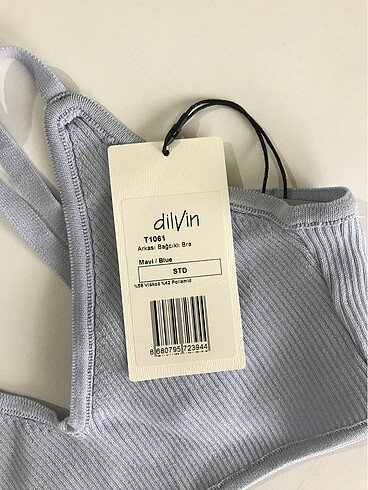 dilvin
T1061
Arkası Bağcıklı Bra
Mavi / Blue
STD
%58 Viskoz %42 Poliamid
8 680795 723944